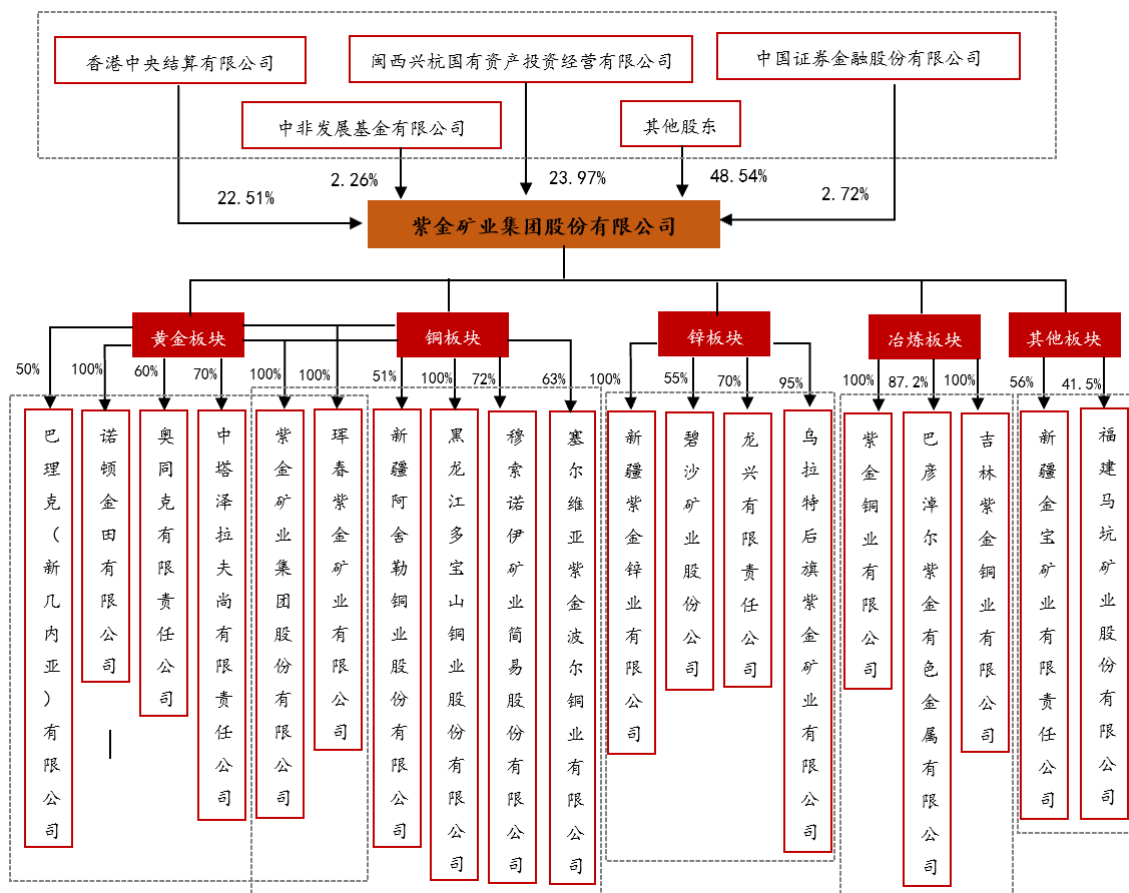 香港中央结算有限公司
闽西兴杭国有资产投资经营有限公司
中国证券金融股份有限公司
中非发展基金有限公司
其他股东
22.51%
2.26%
23.97%
48.54%
2.72%
紫金矿业集团股份有限公司
黄金板块
铜板块
锌板块
冶炼板块
其他板块
50%
100%
60%
70%
100%
100%
51%
100%
72%
63%
100%
55%
70%
95%
100%
87.2%
100%
56%
41.5%
巴理克（新几内亚）有限公司
诺顿金田有限公司
奥同克有限责任公司
中塔泽拉夫尚有限责任公司
紫金矿业集团股份有限公司
珲春紫金矿业有限公司
新疆阿舍勒铜业股份有限公司
黑龙江多宝山铜业股份有限公司
穆索诺伊矿业简易股份有限公司
塞尔维亚紫金波尔铜业有限公司
新疆紫金锌业有限公司
碧沙矿业股份公司
龙兴有限责任公司
乌拉特后旗紫金矿业有限公司
紫金铜业有限公司
巴彦淖尔紫金有色金属有限公司
吉林紫金铜业有限公司
新疆金宝矿业有限责任公司
福建马坑矿业股份有限公司